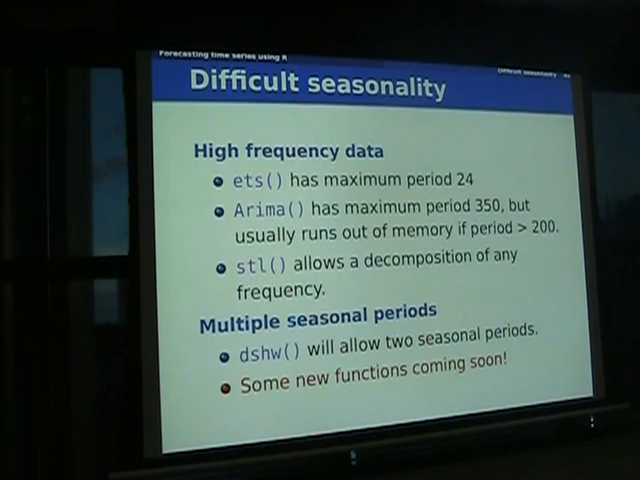 Forecasting time series using R
Difficult seasonality
Difficult seasonality
High frequency data
ets() has maximum period 24
Arima() has maximum period 350, but
usually runs out of memory if period > 200.
stl() allows a decomposition of any
frequency.
Multiple seasonal periods
dshw() will allow two seasonal periods.
Some new functions coming soon!